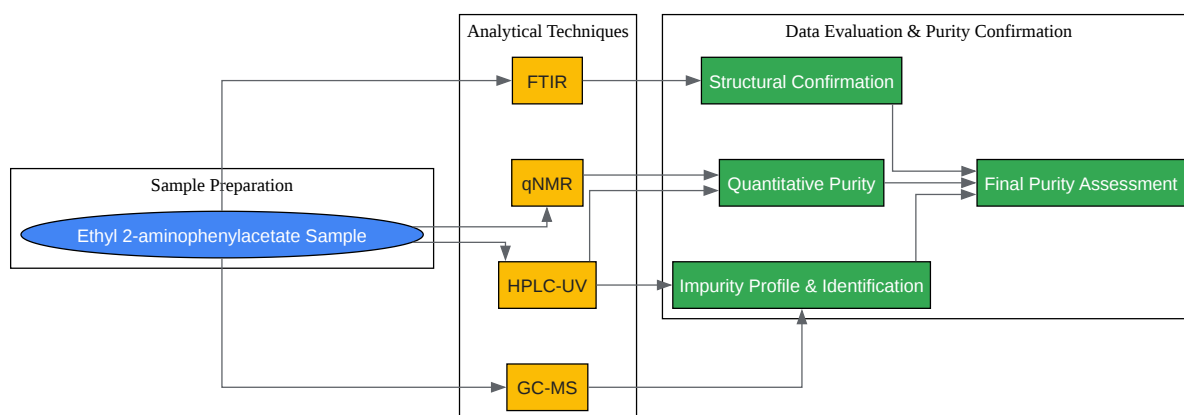 Analytical Techniques
Data Evaluation & Purity Confirmation
FTIR
Structural Confirmation
Sample Preparation
qNMR
Quantitative Purity
Final Purity Assessment
Ethyl 2-aminophenylacetate Sample
HPLC-UV
Impurity Profile & Identification
GC-MS